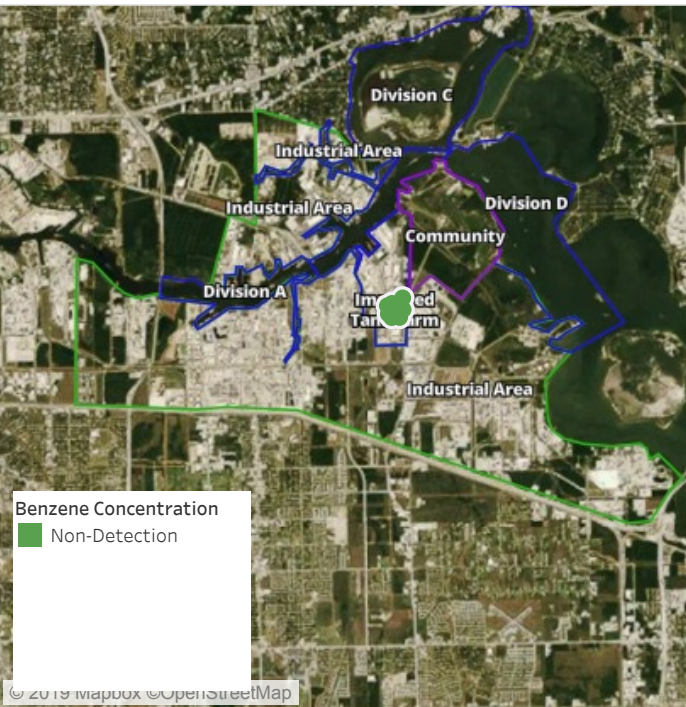 Division C
Industrial Area
Division D
Industrial Area
Community
Division A
Industrial Area
Benzene Concentration
Non-Detection
© 2019 Mapbox ©OpenStreetMap